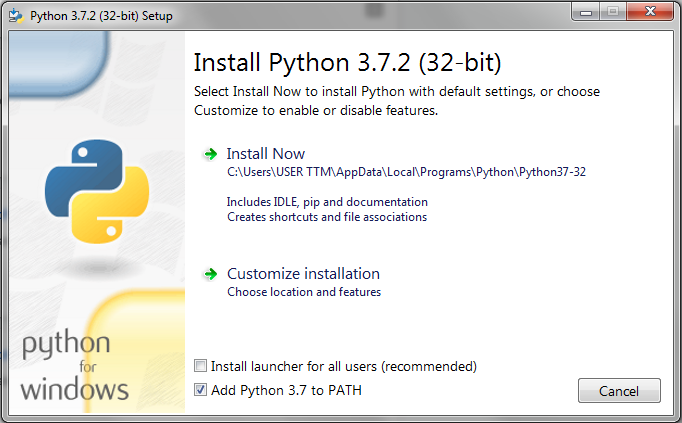 Python 3.7.2 (32-bit) Setup
Install Python 3.7.2 (32-bit)
Select Install Now to install Python with default settings, or choose
Customize to enable or disable features.
Install Now
C:\Users\USER TTM\AppData\Local\Programs\Python\Python37-32
Includes IDLE, pip and documentation
Creates shortcuts and file associations
Customize installation
Choose location and features
python
for
windows
Install launcher for all users (recommended)
Add Python 3.7 to PATH
Cancel